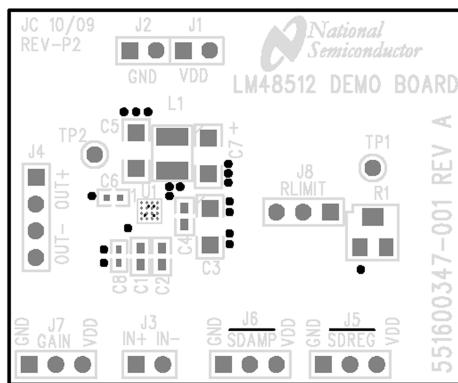 JC 10/09
REV-P2
J2
J1
GND
VDD
National
Semiconductor
LM48512 DEMO BOARD
551600347-001 REV A
L1
C5
+
C7
TP2
TP1
J4
OUT+
OUT-
C6
U1
C4
C3
C8
C1
C2
J8
RLIMIT
R1
GND
J7
VDD
GAIN
J3
IN+ IN-
GND
J6
VDD
SDAMP
GND
J5
VDD
SDREG